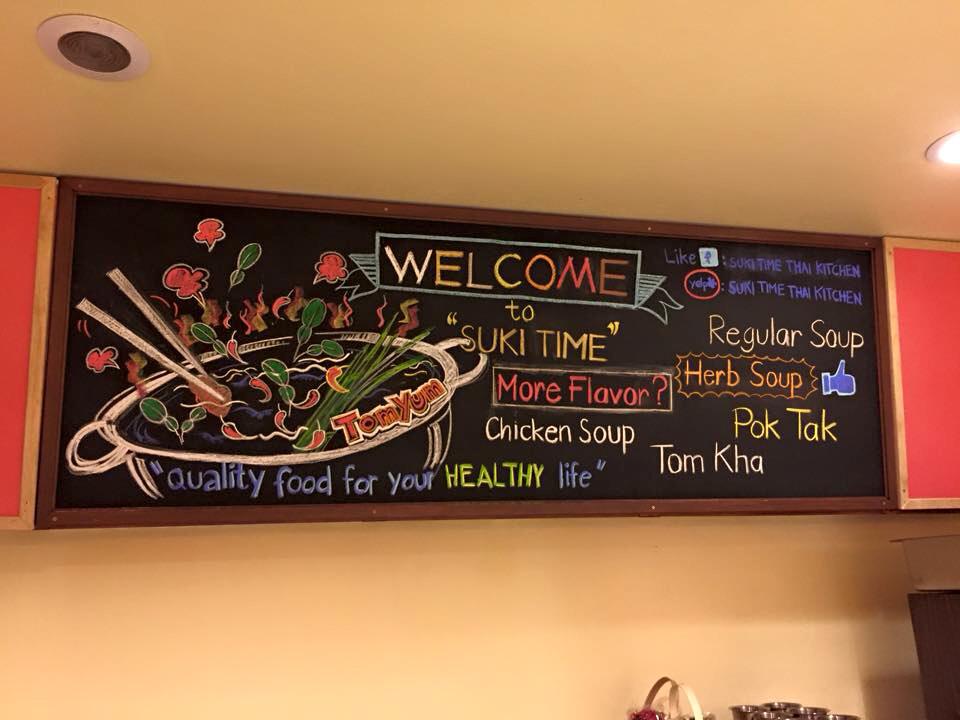 WELCOME
to
"SUKI TIME"
Like f : SUKI TIME THAI KITCHEN
yelp : SUKI TIME THAI KITCHEN
More Flavor?
Regular Soup
Herb Soup
Chicken Soup
Pok Tak
Tom Kha
TomYum
"Quality food for your HEALTHY life"